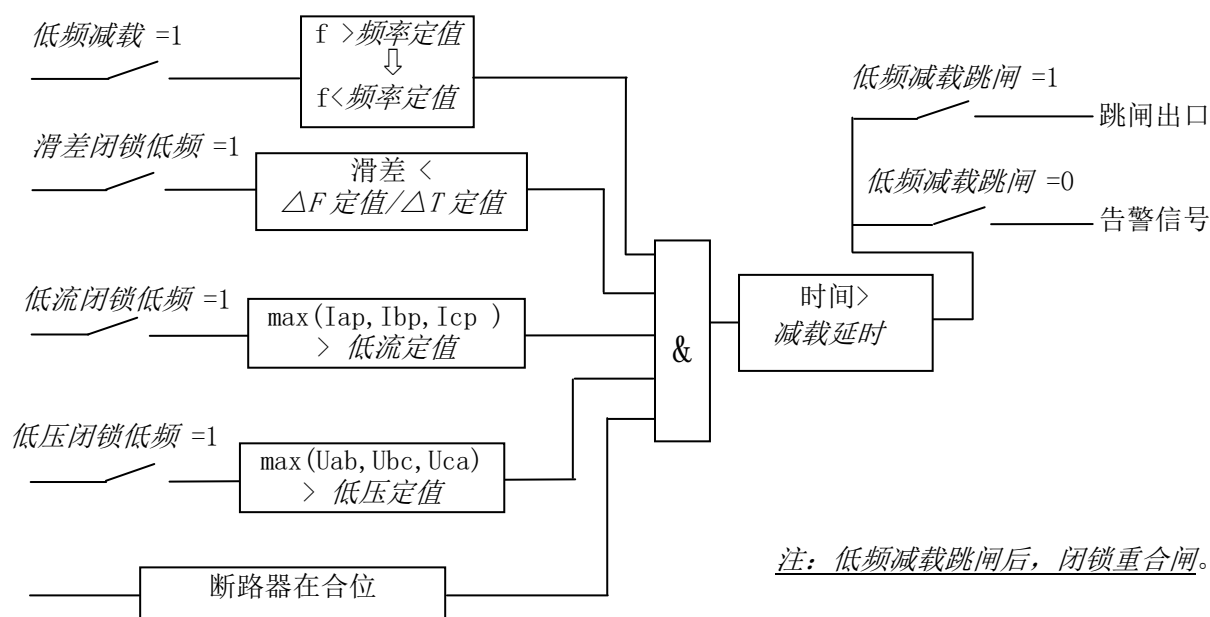 低频减载 =1
f >频率定值
⇩
f<频率定值
滑差闭锁低频 =1
滑差 <
△F定值/△T定值
低流闭锁低频 =1
max(Iap,Ibp,Icp )
> 低流定值
低压闭锁低频 =1
max(Uab,Ubc,Uca)
> 低压定值
断路器在合位
&
时间>
减载延时
低频减载跳闸 =1
跳闸出口
低频减载跳闸 =0
告警信号
注：低频减载跳闸后，闭锁重合闸。